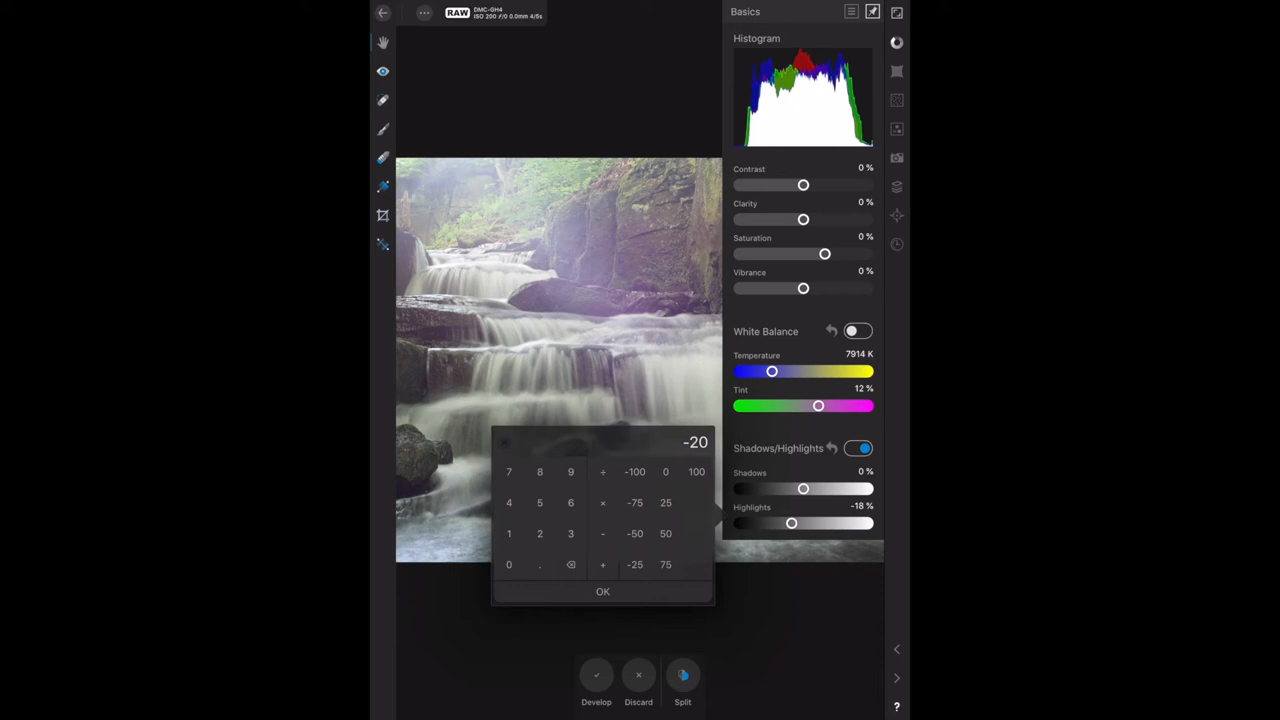 RAW
DMC-GH4
ISO 200 ƒ/0 0.0mm 4/5s
Basics
Histogram
Contrast 0 %
Clarity 0 %
Saturation 0 %
Vibrance 0 %
White Balance
Temperature 7914 K
Tint 12 %
Shadows/Highlights
Shadows 0 %
Highlights -18 %
-20
7 8 9 ÷ -100 0 100
4 5 6 × -75 25
1 2 3 - -50 50
0 . + -25 75
OK
Develop Discard Split
?